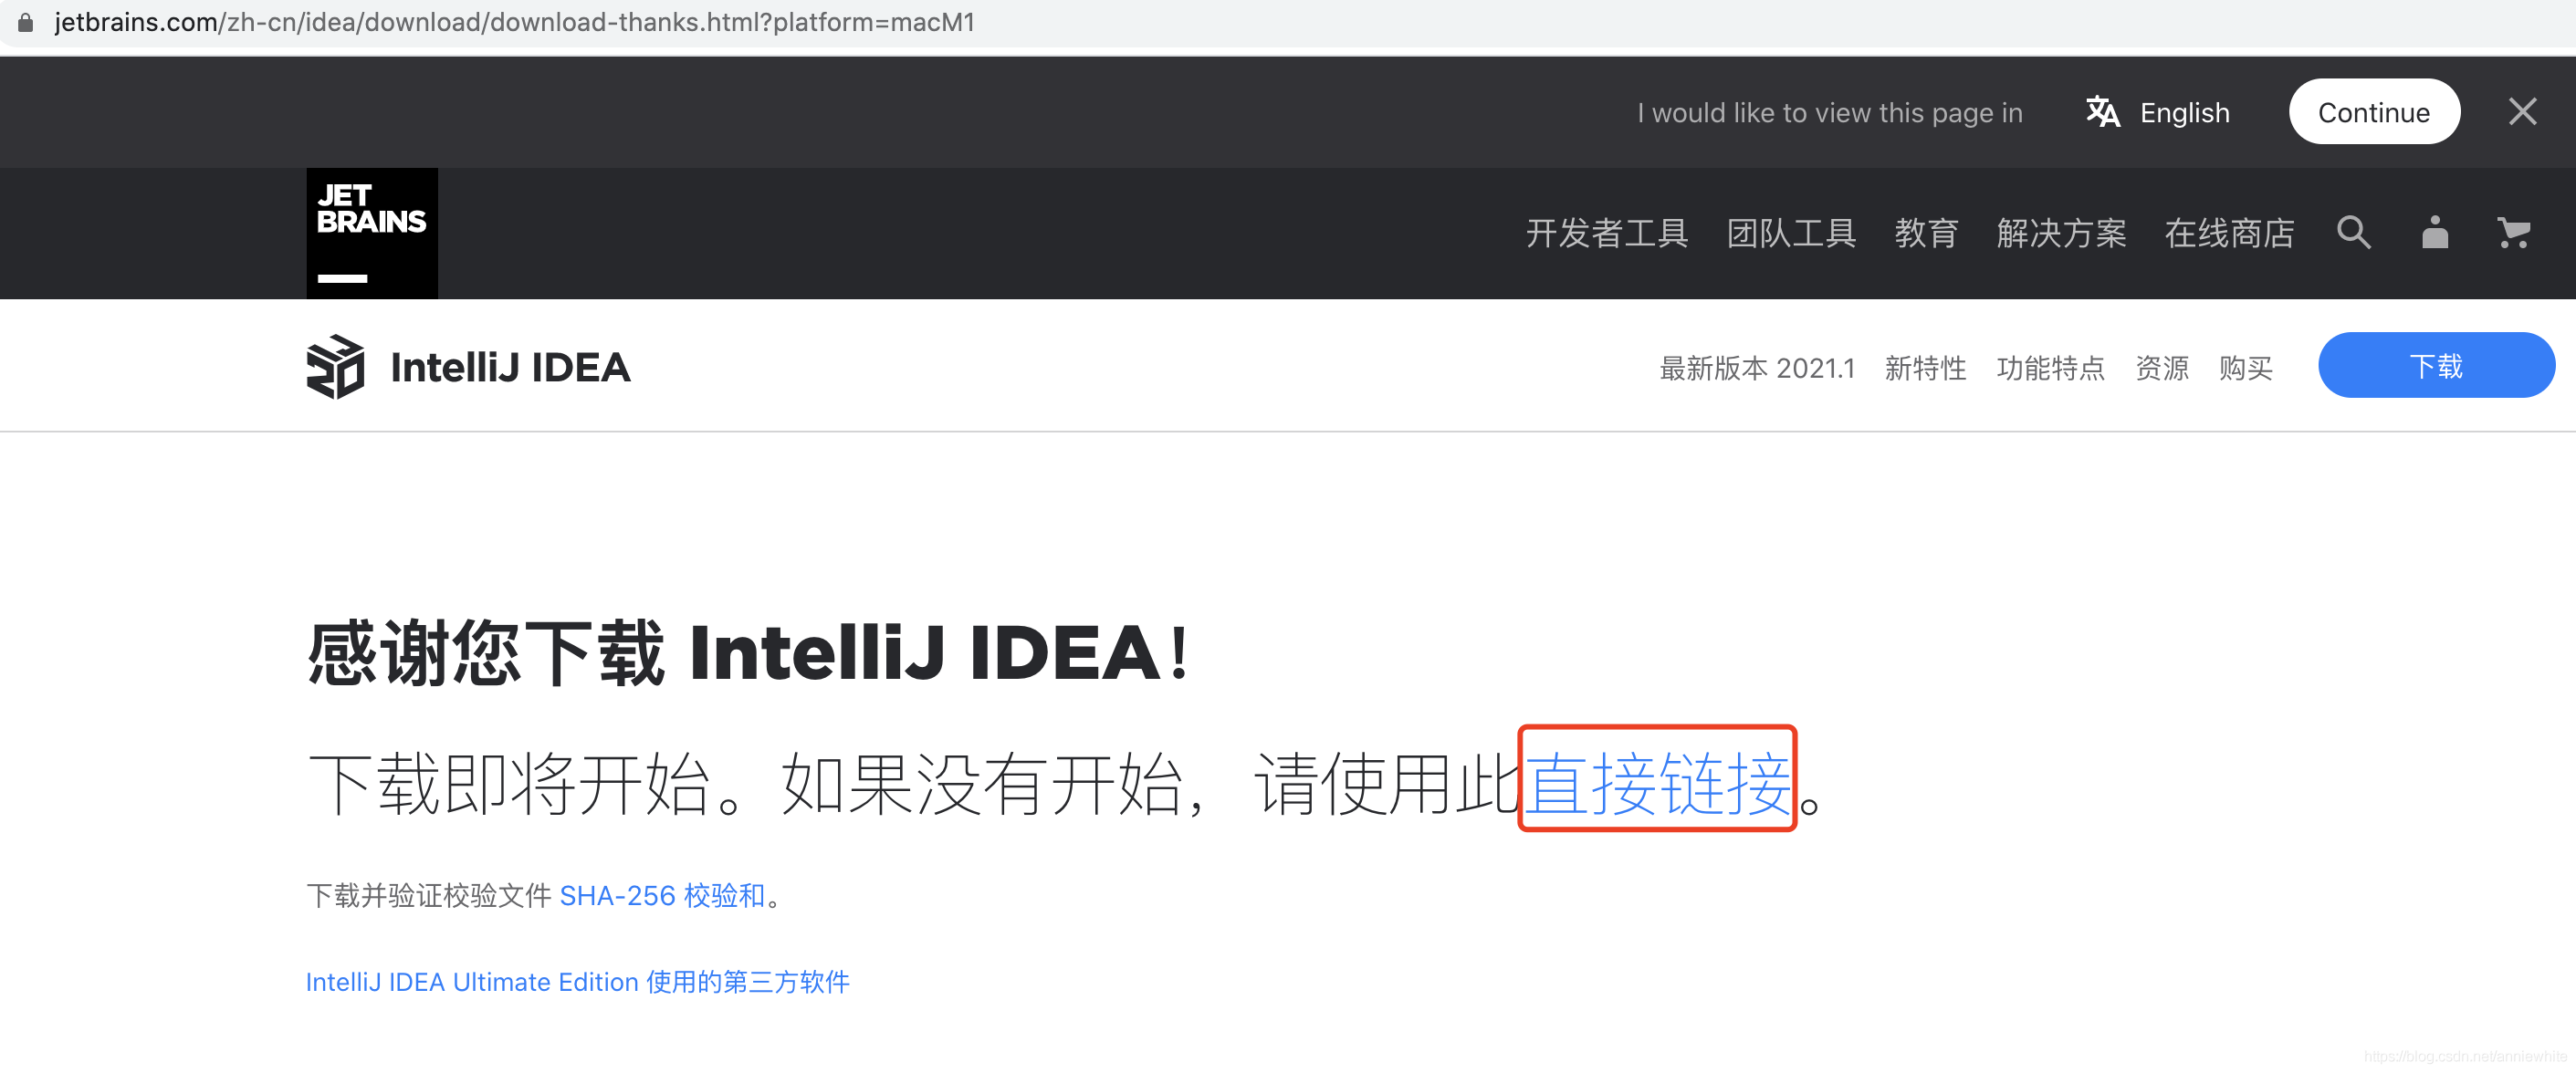 jetbrains.com/zh-cn/idea/download/download-thanks.html?platform=macM1
I would like to view this page in English Continue
JET
BRAINS
开发者工具 团队工具 教育 解决方案 在线商店
IntelliJ IDEA 最新版本 2021.1 新特性 功能特点 资源 购买 下载
感谢您下载 IntelliJ IDEA！
下载即将开始。如果没有开始，请使用此直接链接。
下载并验证校验文件 SHA-256 校验和。
IntelliJ IDEA Ultimate Edition 使用的第三方软件
https://blog.csdn.net/anniewhite